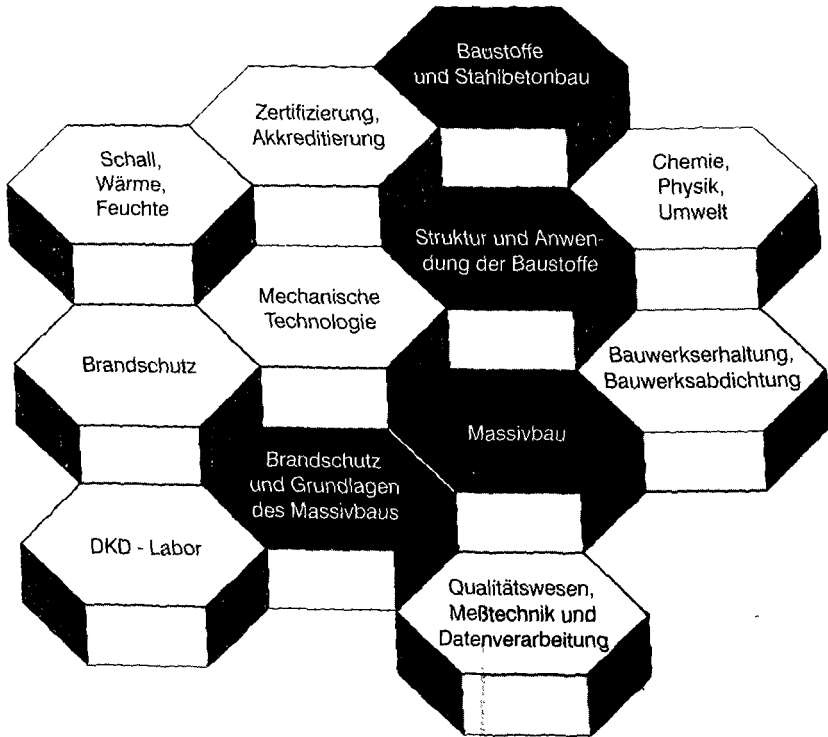 Baustoffe
und Stahlbetonbau
Zertifizierung,
Akkreditierung
Schall,
Wärme,
Feuchte
Chemie,
Physik,
Umwelt
Struktur und Anwen-
dung der Baustoffe
Mechanische
Technologie
Brandschutz
Bauwerkserhaltung,
Bauwerksabdichtung
Massivbau
Brandschutz
und Grundlagen
des Massivbaus
DKD - Labor
Qualitätswesen,
Meßtechnik und
Datenverarbeitung